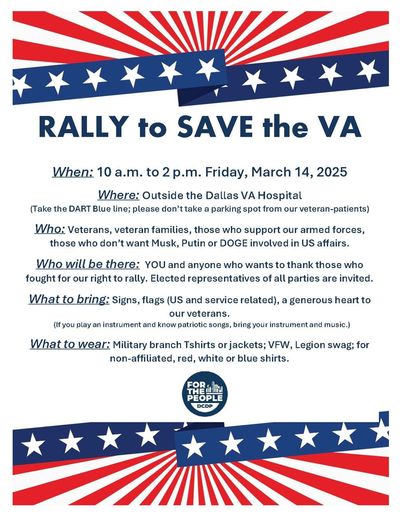 RALLY to SAVE the VA
When: 10 a.m. to 2 p.m. Friday, March 14, 2025
Where: Outside the Dallas VA Hospital
(Take the DART Blue line; please don't take a parking spot from our veteran-patients)
Who: Veterans, veteran families, those who support our armed forces,
those who don't want Musk, Putin or DOGE involved in US affairs.
Who will be there: YOU and anyone who wants to thank those who
fought for our right to rally. Elected representatives of all parties are invited.
What to bring: Signs, flags (US and service related), a generous heart to
our veterans.
(If you play an instrument and know patriotic songs, bring your instrument and music.)
What to wear: Military branch Tshirts or jackets; VFW, Legion swag; for
non-affiliated, red, white or blue shirts.
FOR
THE
PEOPLE
DCDP